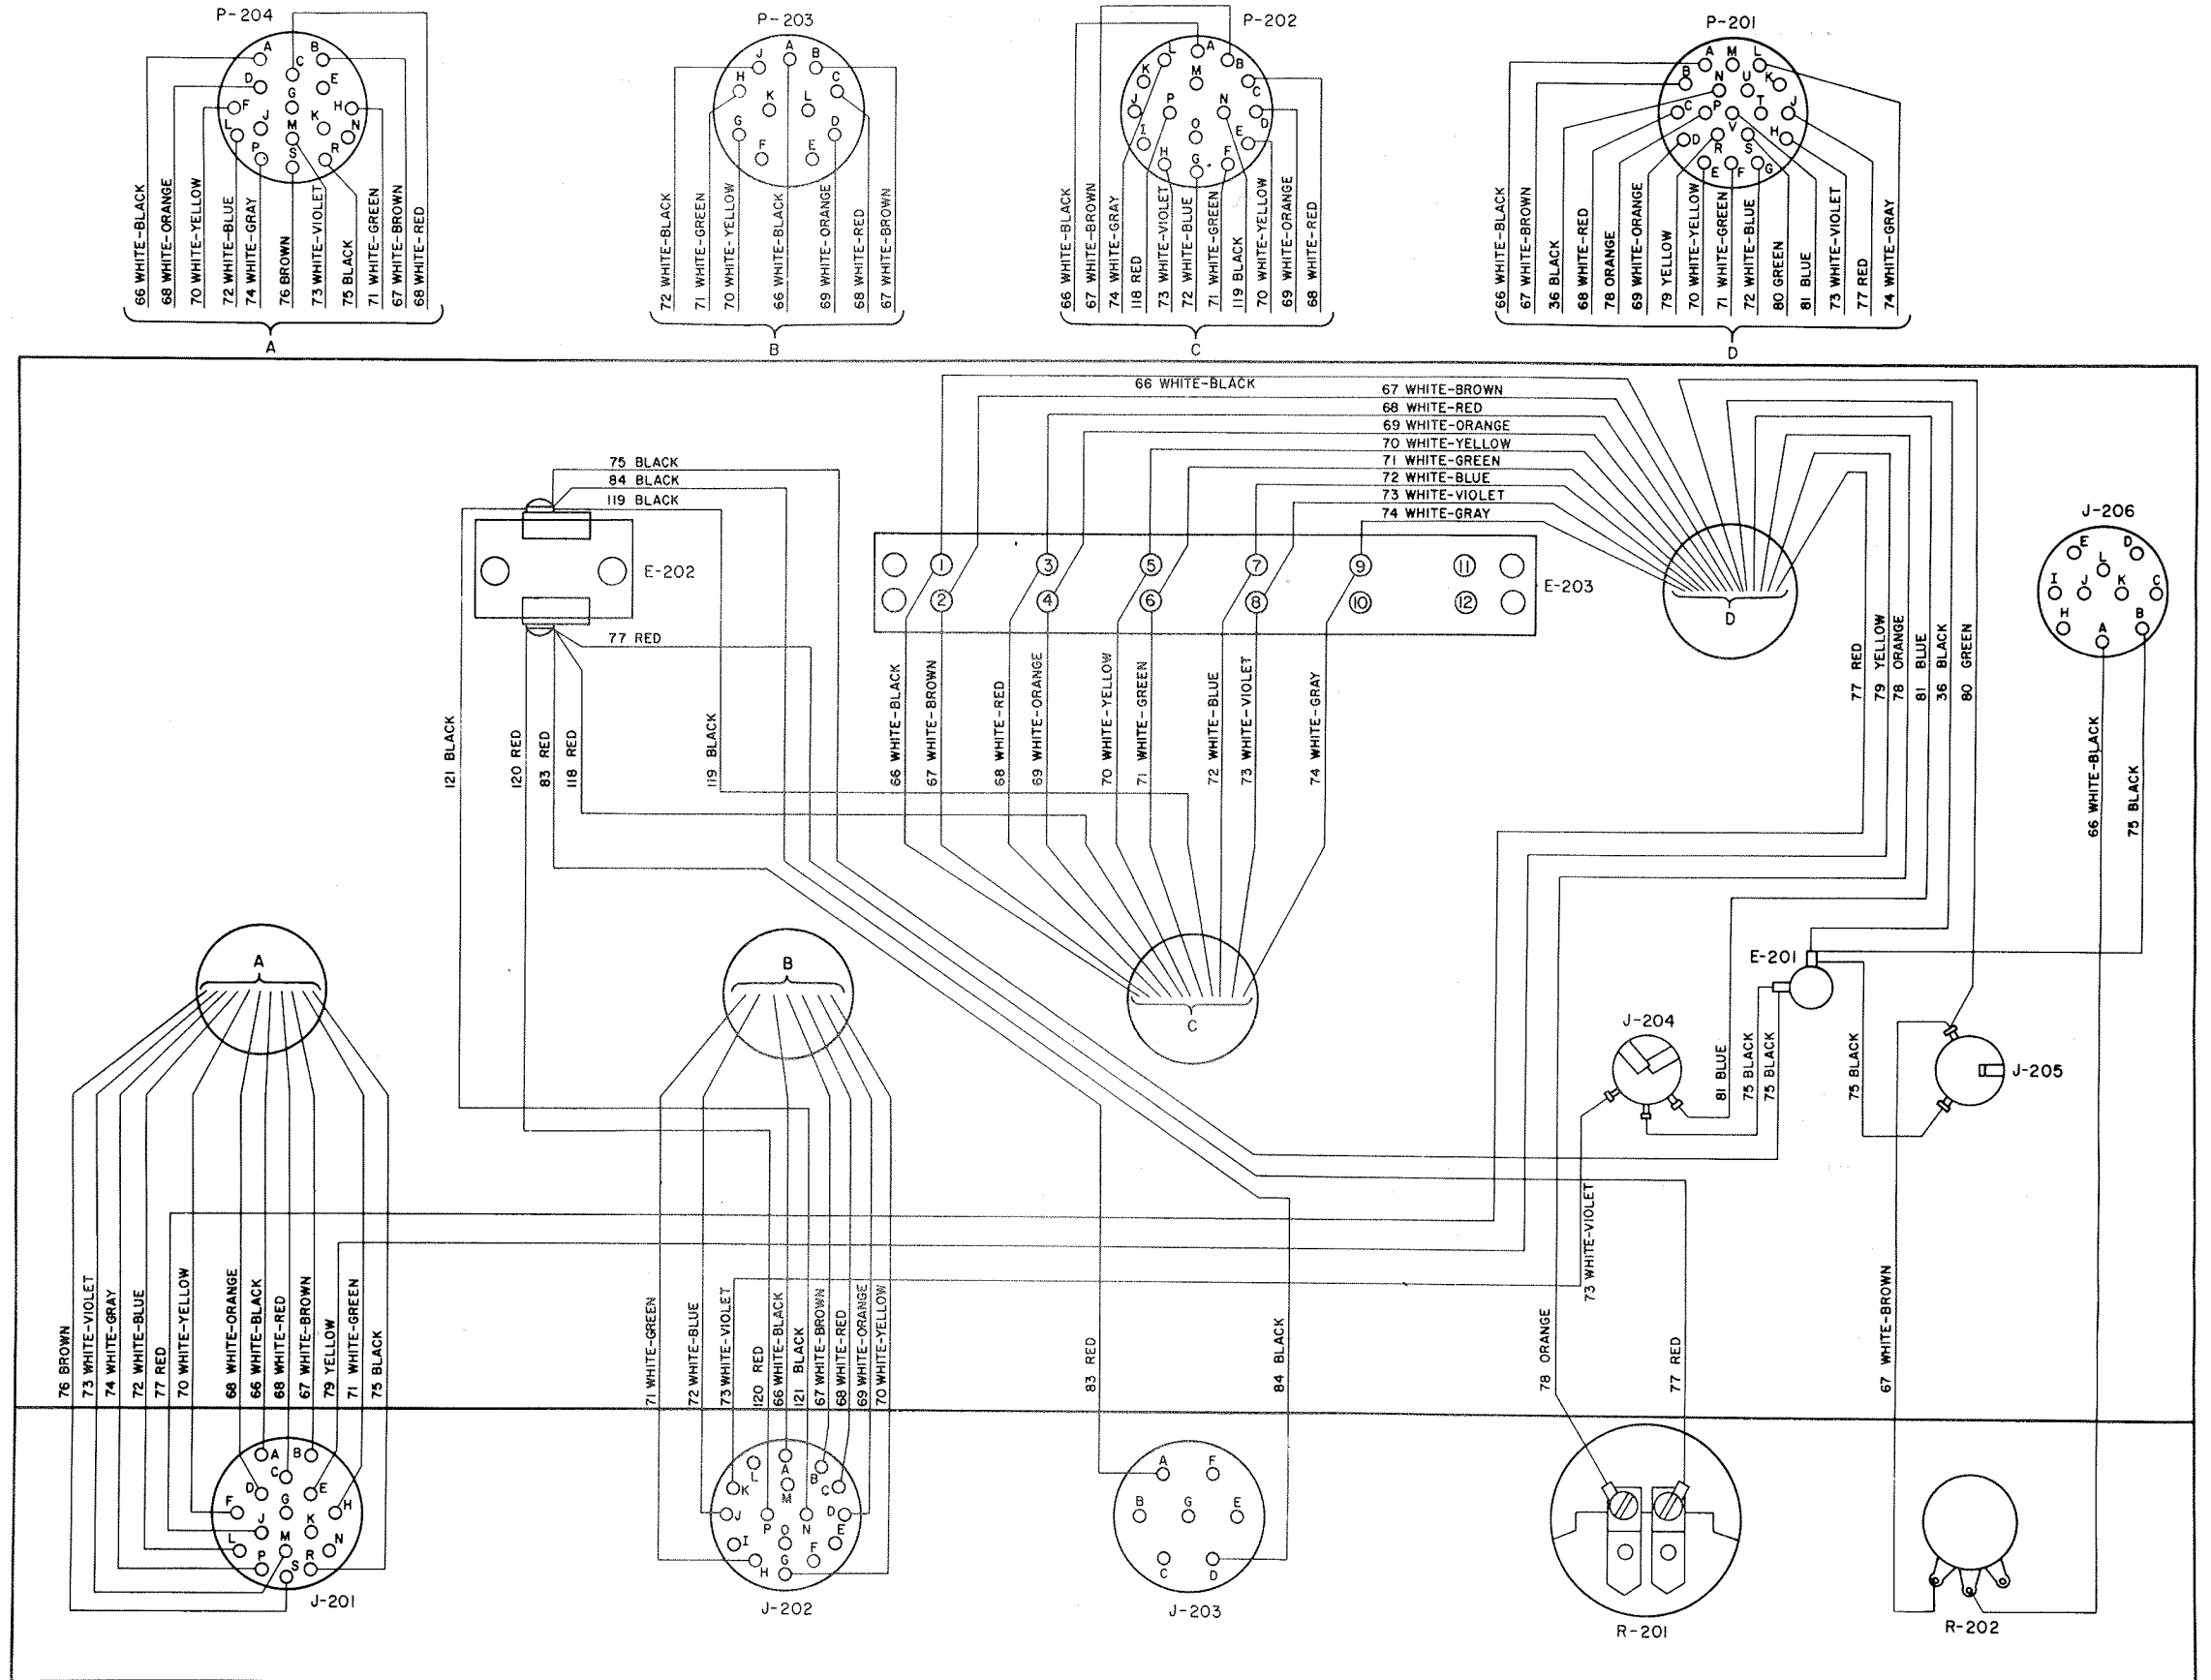 P-204
A
B
C
D
E
F
G
H
J
K
L
M
N
P
R
S
66 WHITE-BLACK
68 WHITE-ORANGE
70 WHITE-YELLOW
72 WHITE-BLUE
74 WHITE-GRAY
76 BROWN
73 WHITE-VIOLET
75 BLACK
71 WHITE-GREEN
67 WHITE-BROWN
68 WHITE-RED
A
P-203
J
A
B
H
C
K
L
G
D
F
E
72 WHITE-BLACK
71 WHITE-GREEN
70 WHITE-YELLOW
66 WHITE-BLACK
69 WHITE-ORANGE
68 WHITE-RED
67 WHITE-BROWN
B
P-202
L
A
B
K
M
C
J
P
N
D
I
O
E
H
G
F
66 WHITE-BLACK
67 WHITE-BROWN
74 WHITE-GRAY
118 RED
73 WHITE-VIOLET
72 WHITE-BLUE
71 WHITE-GREEN
119 BLACK
70 WHITE-YELLOW
69 WHITE-ORANGE
68 WHITE-RED
C
P-201
A
M
L
B
N
U
K
C
P
T
J
D
V
H
R
S
E
F
G
66 WHITE-BLACK
67 WHITE-BROWN
36 BLACK
68 WHITE-RED
78 ORANGE
69 WHITE-ORANGE
79 YELLOW
70 WHITE-YELLOW
71 WHITE-GREEN
72 WHITE-BLUE
80 GREEN
81 BLUE
73 WHITE-VIOLET
77 RED
74 WHITE-GRAY
D
66 WHITE-BLACK
67 WHITE-BROWN
68 WHITE-RED
69 WHITE-ORANGE
70 WHITE-YELLOW
71 WHITE-GREEN
72 WHITE-BLUE
73 WHITE-VIOLET
74 WHITE-GRAY
75 BLACK
84 BLACK
119 BLACK
E-202
77 RED
1
3
5
7
9
11
2
4
6
8
10
12
E-203
D
J-206
E
D
L
I
J
K
C
H
A
B
121 BLACK
120 RED
83 RED
118 RED
119 BLACK
66 WHITE-BLACK
67 WHITE-BROWN
68 WHITE-RED
69 WHITE-ORANGE
70 WHITE-YELLOW
71 WHITE-GREEN
72 WHITE-BLUE
73 WHITE-VIOLET
74 WHITE-GRAY
77 RED
79 YELLOW
78 ORANGE
81 BLUE
36 BLACK
80 GREEN
66 WHITE-BLACK
75 BLACK
A
B
C
E-201
J-204
J-205
81 BLUE
75 BLACK
75 BLACK
75 BLACK
76 BROWN
73 WHITE-VIOLET
74 WHITE-GRAY
72 WHITE-BLUE
77 RED
70 WHITE-YELLOW
68 WHITE-ORANGE
66 WHITE-BLACK
68 WHITE-RED
67 WHITE-BROWN
79 YELLOW
71 WHITE-GREEN
75 BLACK
71 WHITE-GREEN
72 WHITE-BLUE
73 WHITE-VIOLET
120 RED
66 WHITE-BLACK
121 BLACK
67 WHITE-BROWN
68 WHITE-RED
69 WHITE-ORANGE
70 WHITE-YELLOW
83 RED
84 BLACK
78 ORANGE
73 WHITE-VIOLET
77 RED
67 WHITE-BROWN
A
B
C
D
E
F
G
H
J
K
L
M
N
P
R
S
J-201
L
A
B
K
M
C
J
P
N
D
I
O
E
H
G
F
J-202
A
F
B
G
E
C
D
J-203
R-201
R-202